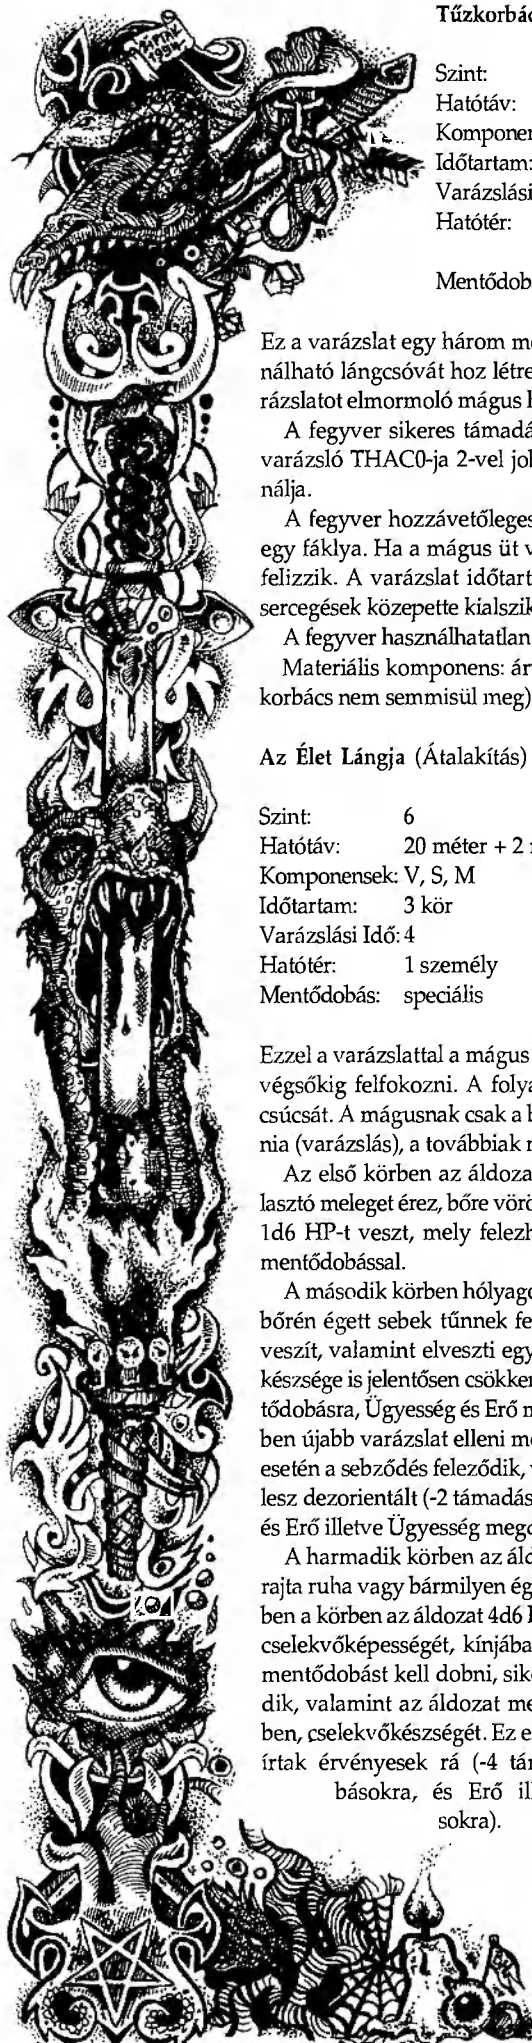 Tűzkorbác
Szint:
Hatótáv:
Komponen
Időtartam:
Varázslási
Hatótér:
Mentődob
Ez a varázslat egy három me
nálható lángcsóvát hoz létre
rázslatot elmormoló mágus k
A fegyver sikeres támadá
varázsló THAC0-ja 2-vel jol
nálja.
A fegyver hozzávetőleges
egy fáklya. Ha a mágus üt v
felizzik. A varázslat időtart
sercegések közepette kialszik
A fegyver használhatatlan
Materiális komponens: ár
korbács nem semmisül meg)
Az Élet Lángja (Átalakítás)
Szint: 6
Hatótáv: 20 méter + 2 r
Komponensek: V, S, M
Időtartam: 3 kör
Varázslási Idő: 4
Hatótér: 1 személy
Mentődobás: speciális
Ezzel a varázslattal a mágus
végsőkig felfokozni. A folya
csúcsát. A mágusnak csak a b
nia (varázslás), a továbbiak n
Az első körben az áldoza
lasztó meleget érez, bőre vörö
1d6 HP-t veszt, mely felezh
mentődobással.
A második körben hólyago
bőrén égett sebek tűnnek fe
veszít, valamint elveszti egy
készsége is jelentősen csökken
tődobásra, Ügyesség és Erő n
ben újabb varázslat elleni me
esetén a sebződés feleződik, v
lesz dezorientált (-2 támadás
és Erő illetve Ügyesség mego
A harmadik körben az áldo
rajta ruha vagy bármilyen ég
ben a körben az áldozat 4d6 I
cselekvőképességét, kínjába
mentődobást kell dobni, sike
dik, valamint az áldozat me
ben, cselekvőkészségét. Ez e
írtak érvényesek rá (-4 tár
básokra, és Erő ill
sokra).